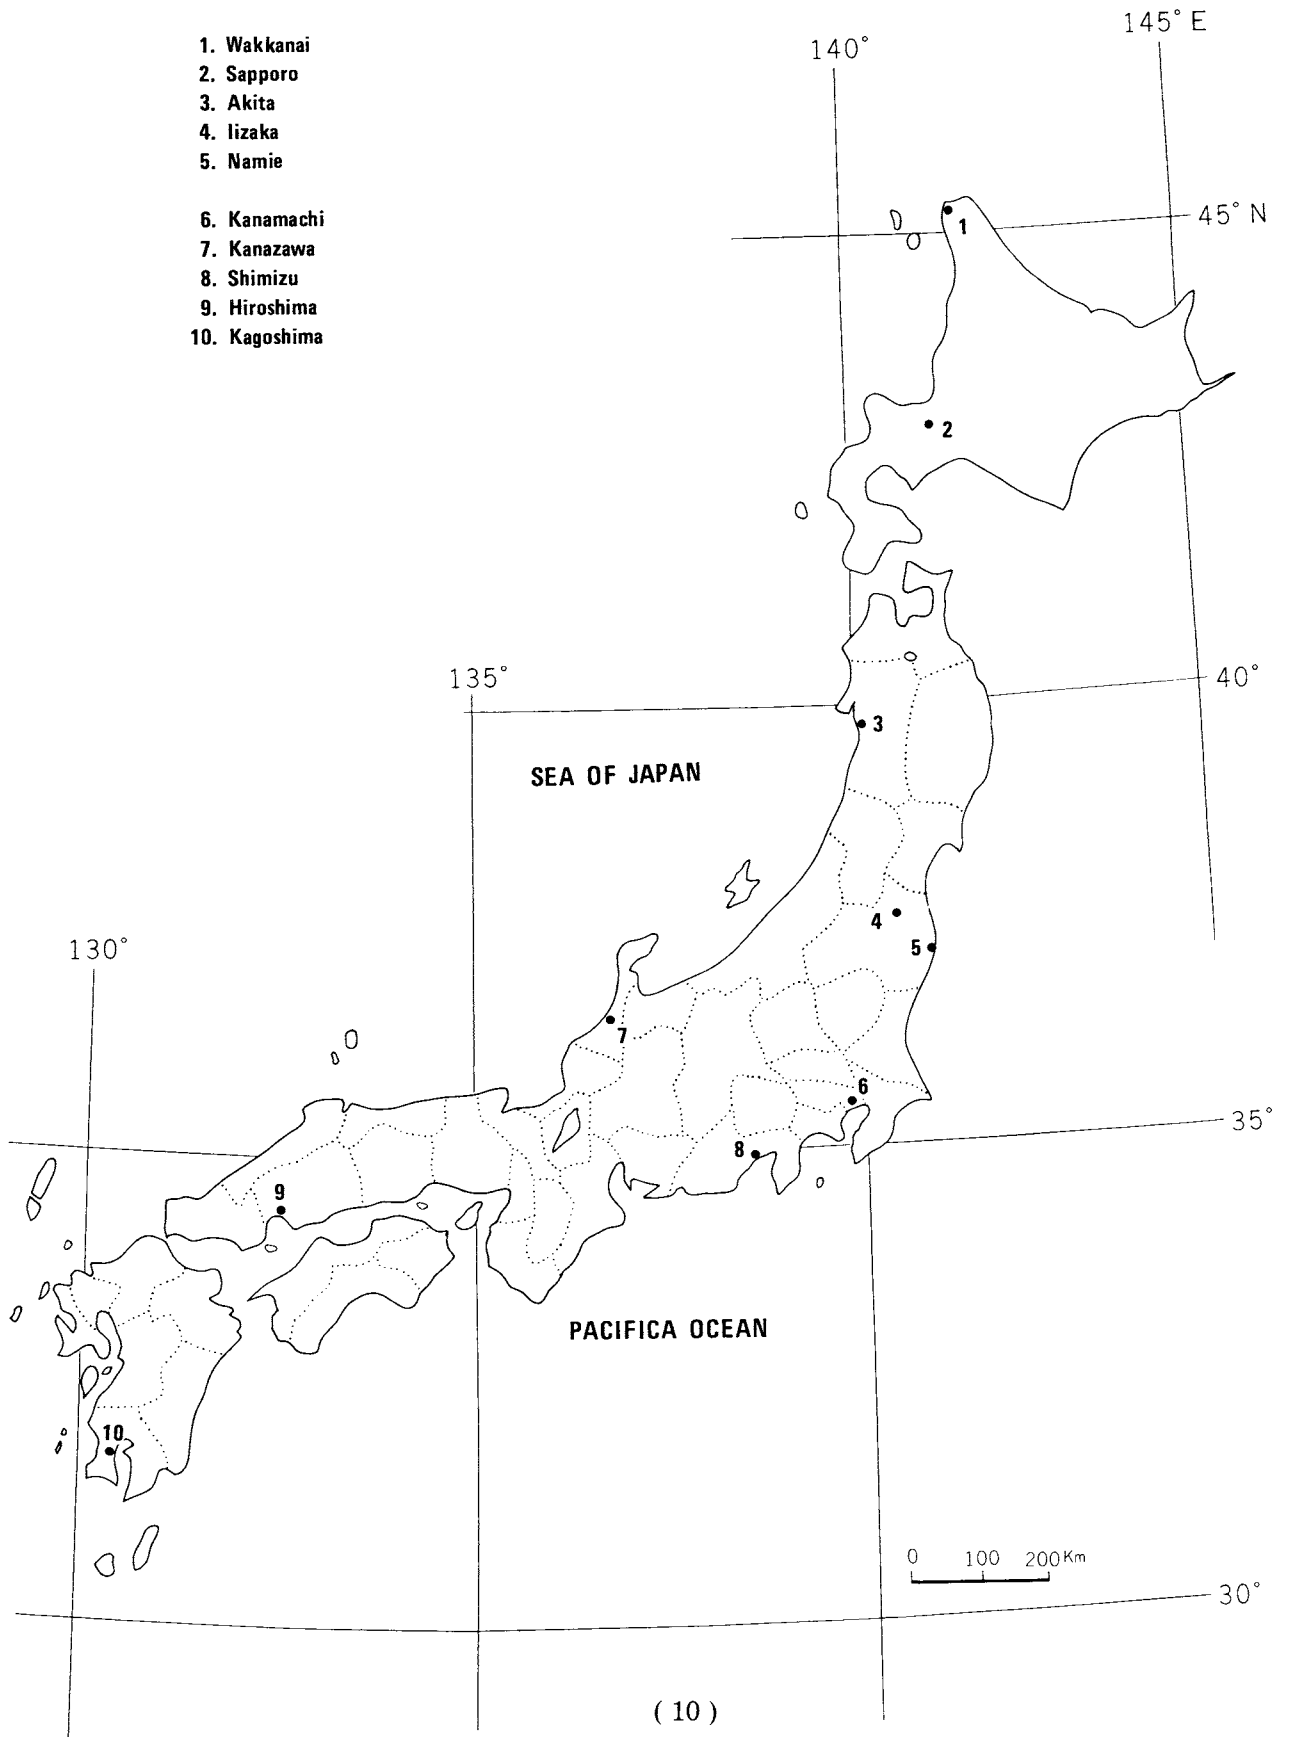 1. Wakkanai
2. Sapporo
3. Akita
4. Iizaka
5. Namie
6. Kanamachi
7. Kanazawa
8. Shimizu
9. Hiroshima
10. Kagoshima
145° E
140°
45° N
1
2
135°
40°
3
SEA OF JAPAN
4
5
130°
7
6
35°
8
9
PACIFICA OCEAN
10
0 100 200 Km
30°
( 10 )